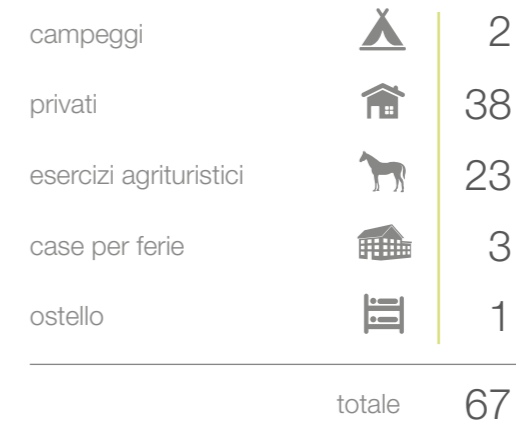 campeggi 2
privati 38
esercizi agrituristici 23
case per ferie 3
ostello 1
totale 67